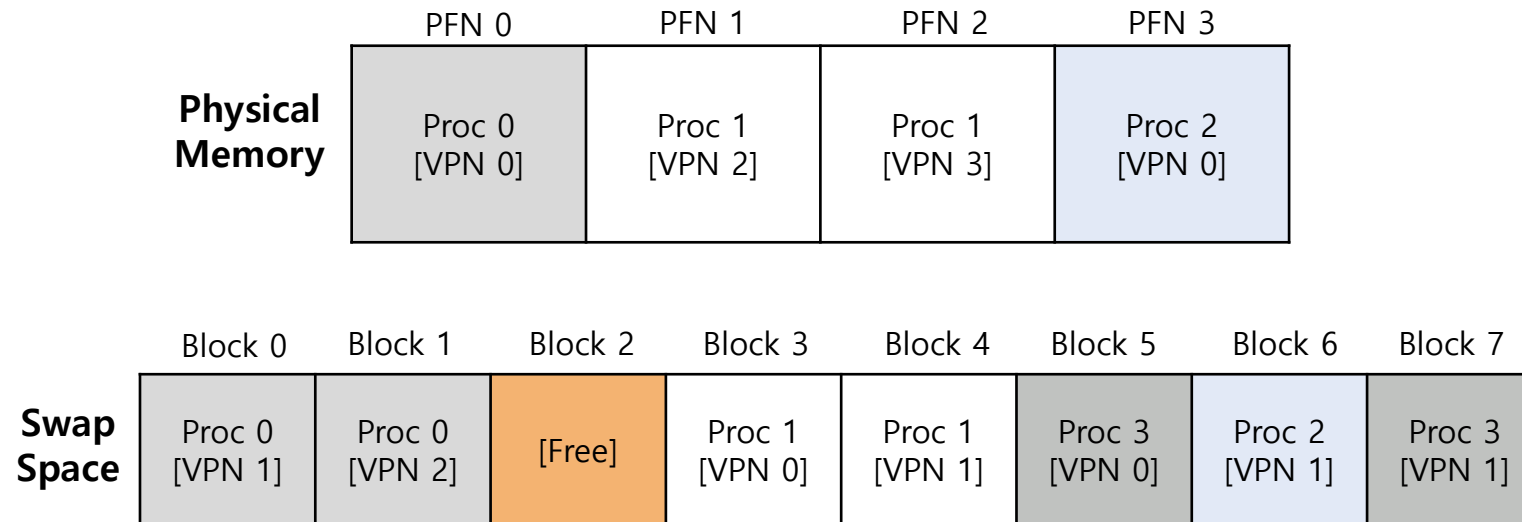 PFN 0 PFN 1 PFN 2 PFN 3
Physical
Memory
Proc 0
[VPN 0]
Proc 1
[VPN 2]
Proc 1
[VPN 3]
Proc 2
[VPN 0]
Block 0 Block 1 Block 2 Block 3 Block 4 Block 5 Block 6 Block 7
Swap
Space
Proc 0
[VPN 1]
Proc 0
[VPN 2]
[Free]
Proc 1
[VPN 0]
Proc 1
[VPN 1]
Proc 3
[VPN 0]
Proc 2
[VPN 1]
Proc 3
[VPN 1]